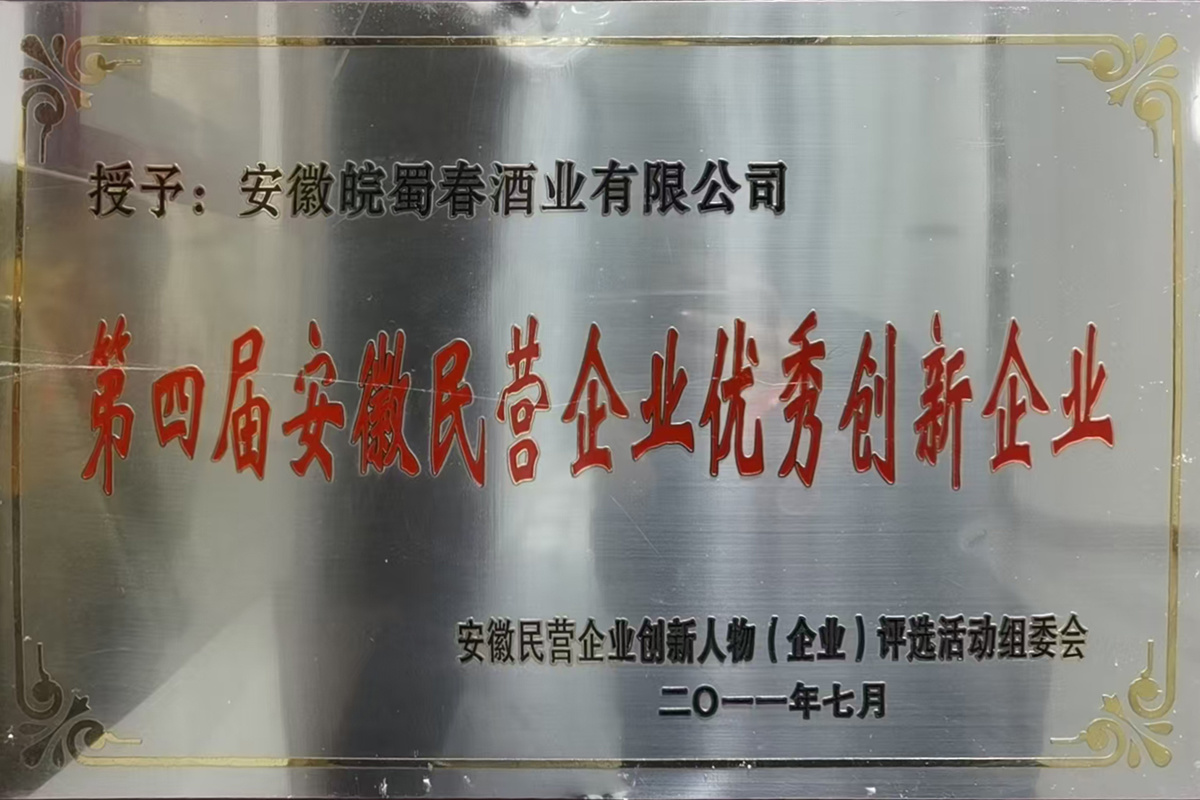 授予：安徽皖蜀春酒业有限公司
第四届安徽民营企业优秀创新企业
安徽民营企业创新人物（企业）评选活动组委会
二〇一一年七月